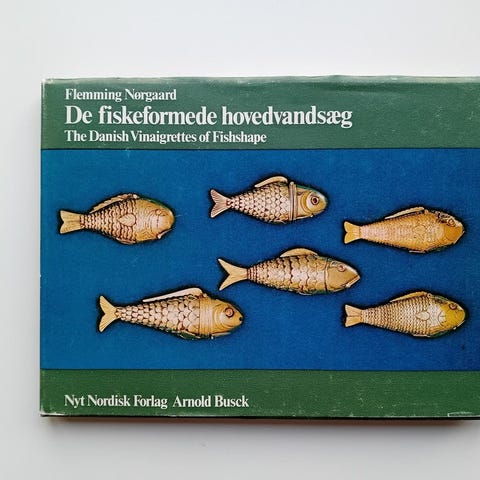 Flemming Nørgaard
De fiskeformede hovedvandsæg
The Danish Vinaigrettes of Fishshape
Nyt Nordisk Forlag Arnold Busck